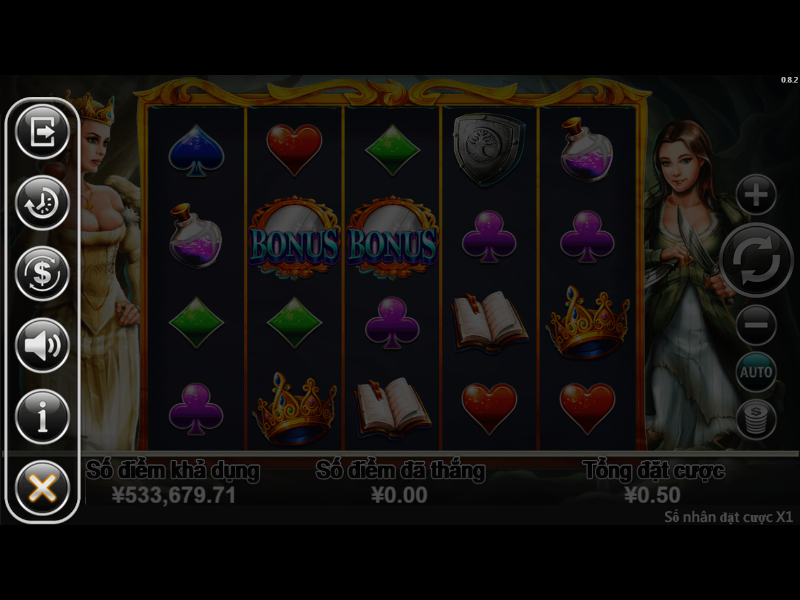 0.8.2
BONUS BONUS
AUTO
Số điểm khả dụng Số điểm đã thắng Tổng đặt cược
¥533,679.71 ¥0.00 ¥0.50
Số nhân đặt cược X1